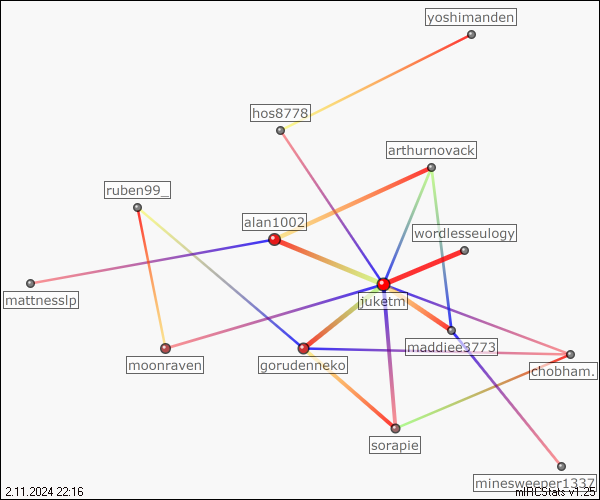 yoshimanden
hos8778
arthurnovack
ruben99_
alan1002
wordlesseulogy
mattnesslp
juketm
maddiee3773
moonraven
gorudenneko
chobham.
sorapie
minesweeper1337
2.11.2024 22:16
mIRCStats v1.25